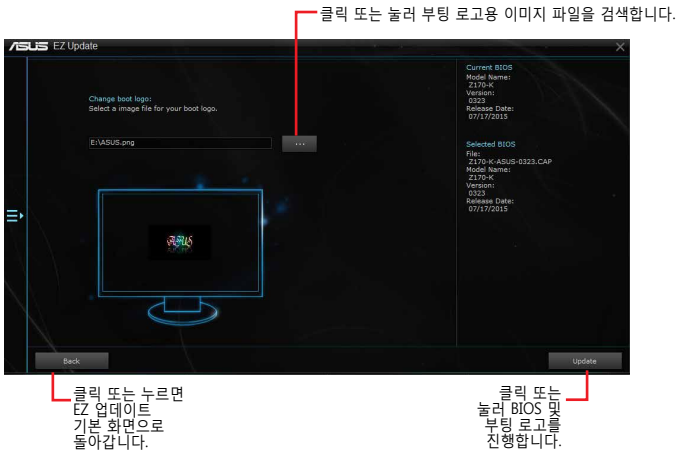 클릭 또는 눌러 부팅 로고용 이미지 파일을 검색합니다.
ASUS EZ Update
Change boot logo:
Select a image file for your boot logo.
E:\ASUS.png
...
ASUS
Current BIOS
Model Name:
Z170-K
Version:
0323
Release Date:
07/17/2015
Selected BIOS
File:
Z170-K-ASUS-0323.CAP
Model Name:
Z170-K
Version:
0323
Release Date:
07/17/2015
Back
Update
클릭 또는 누르면
EZ 업데이트
기본 화면으로
돌아갑니다.
클릭 또는
눌러 BIOS 및
부팅 로고를
진행합니다.